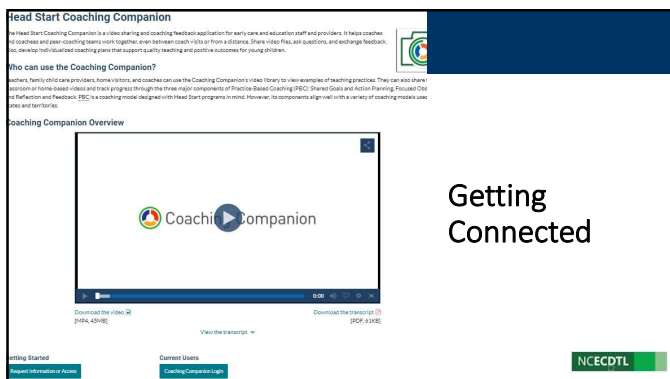 Head Start Coaching Companion
The Head Start Coaching Companion is a video sharing and coaching feedback application for early care and education staff and providers. It helps coaches
and coachees and peer-coaching teams work together, even between coach visits or from a distance. Share video files, ask questions, and exchange feedback.
Also, develop individualized coaching plans that support quality teaching and positive outcomes for young children.
Who can use the Coaching Companion?
Teachers, family child care providers, home visitors, and coaches can use the Coaching Companion's video library to view examples of teaching practices. They can also share
classroom or home-based videos and track progress through the three major components of Practice-Based Coaching (PBC): Shared Goals and Action Planning, Focused Obs
and Reflection and Feedback. PBC is a coaching model designed with Head Start programs in mind. However, its components align well with a variety of coaching models used
states and territories.
Coaching Companion Overview
Coaching Companion
0:00
Download the video
[MP4, 43MB]
Download the transcript
[PDF, 61KB]
View the transcript
Getting Started
Current Users
Request Information or Access
Coaching Companion Login
Getting
Connected
NCECDTL